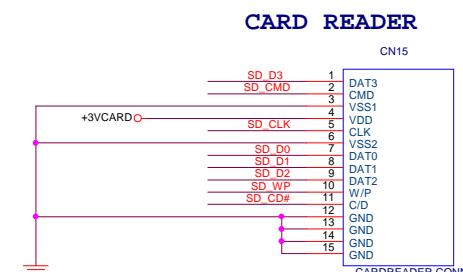 CARD READER
CN15
SD_D3 1 DAT3
SD_CMD 2 CMD
3 VSS1
+3VCARD 4 VDD
SD_CLK 5 CLK
6 VSS2
SD_D0 7 DAT0
SD_D1 8 DAT1
SD_D2 9 DAT2
SD_WP 10 W/P
SD_CD# 11 C/D
12 GND
13 GND
14 GND
15 GND
CARDREADER CON